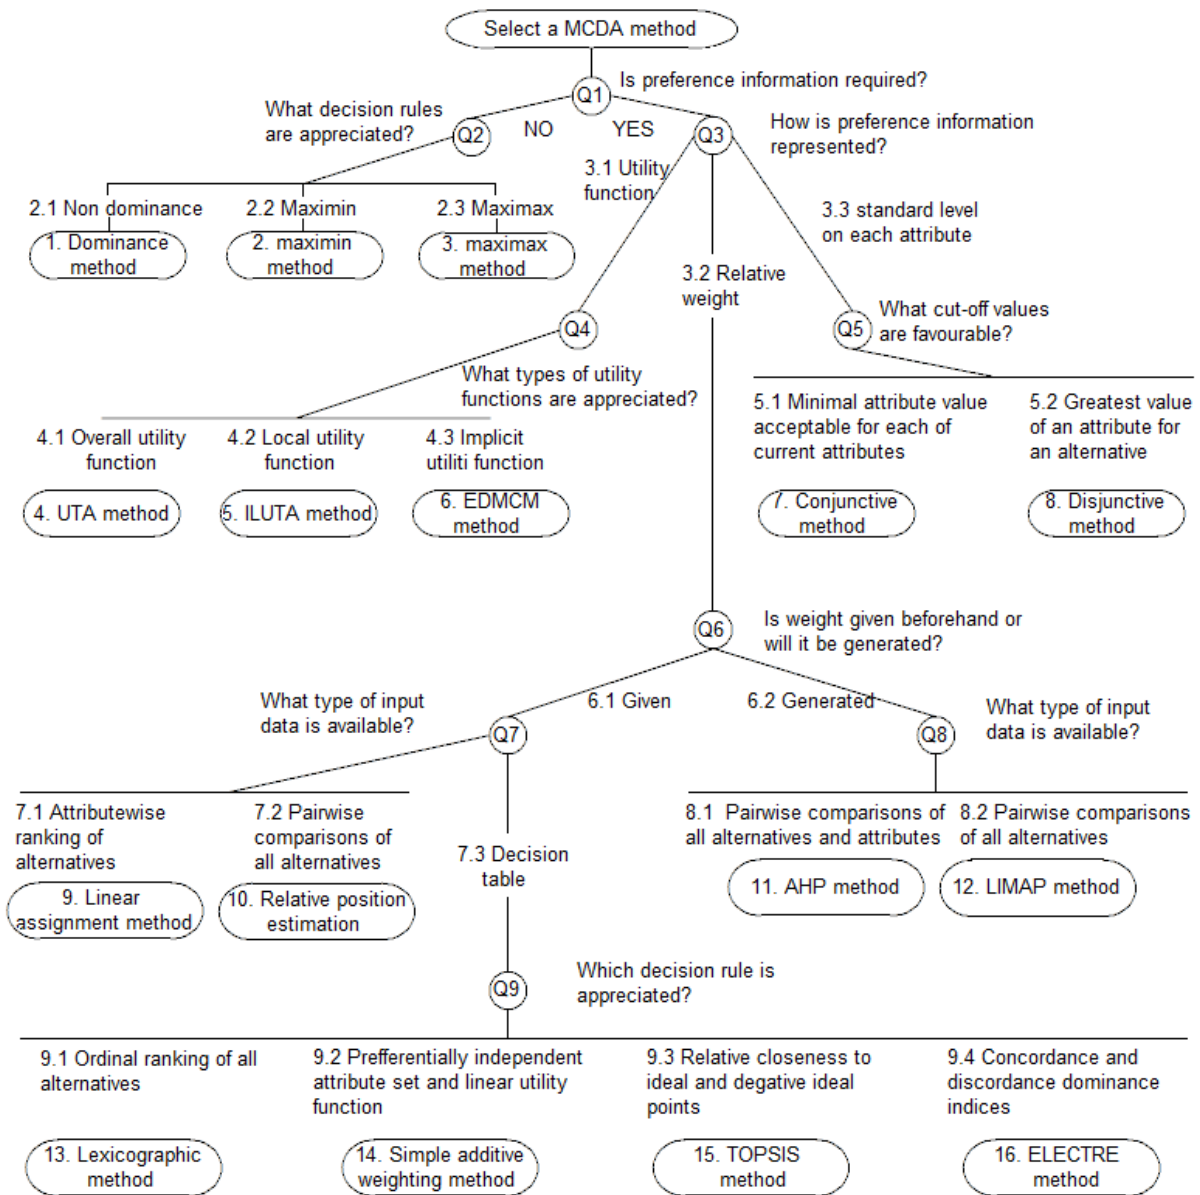 Select a MCDA method
Is preference information required?
Q1
What decision rules
are appreciated?
Q2
NO
YES
Q3
How is preference information
represented?
3.1 Utility
function
2.1 Non dominance
2.2 Maximin
2.3 Maximax
3.3 standard level
on each attribute
1. Dominance
method
2. maximin
method
3. maximax
method
3.2 Relative
weight
Q4
Q5
What cut-off values
are favourable?
What types of utility
functions are appreciated?
4.1 Overall utility
function
4.2 Local utility
function
4.3 Implicit
utiliti function
5.1 Minimal attribute value
acceptable for each of
current attributes
5.2 Greatest value
of an attribute for
an alternative
4. UTA method
5. ILUTA method
6. EDMCM
method
7. Conjunctive
method
8. Disjunctive
method
Q6
Is weight given beforehand or
will it be generated?
6.1 Given
6.2 Generated
What type of input
data is available?
Q7
Q8
What type of input
data is available?
7.1 Attributewise
ranking of
alternatives
7.2 Pairwise
comparisons of
all alternatives
7.3 Decision
table
8.1 Pairwise comparisons of
all alternatives and attributes
8.2 Pairwise comparisons
of all alternatives
9. Linear
assignment method
10. Relative position
estimation
11. AHP method
12. LIMAP method
Q9
Which decision rule is
appreciated?
9.1 Ordinal ranking of all
alternatives
9.2 Prefferentially independent
attribute set and linear utility
function
9.3 Relative closeness to
ideal and degative ideal
points
9.4 Concordance and
discordance dominance
indices
13. Lexicographic
method
14. Simple additive
weighting method
15. TOPSIS
method
16. ELECTRE
method